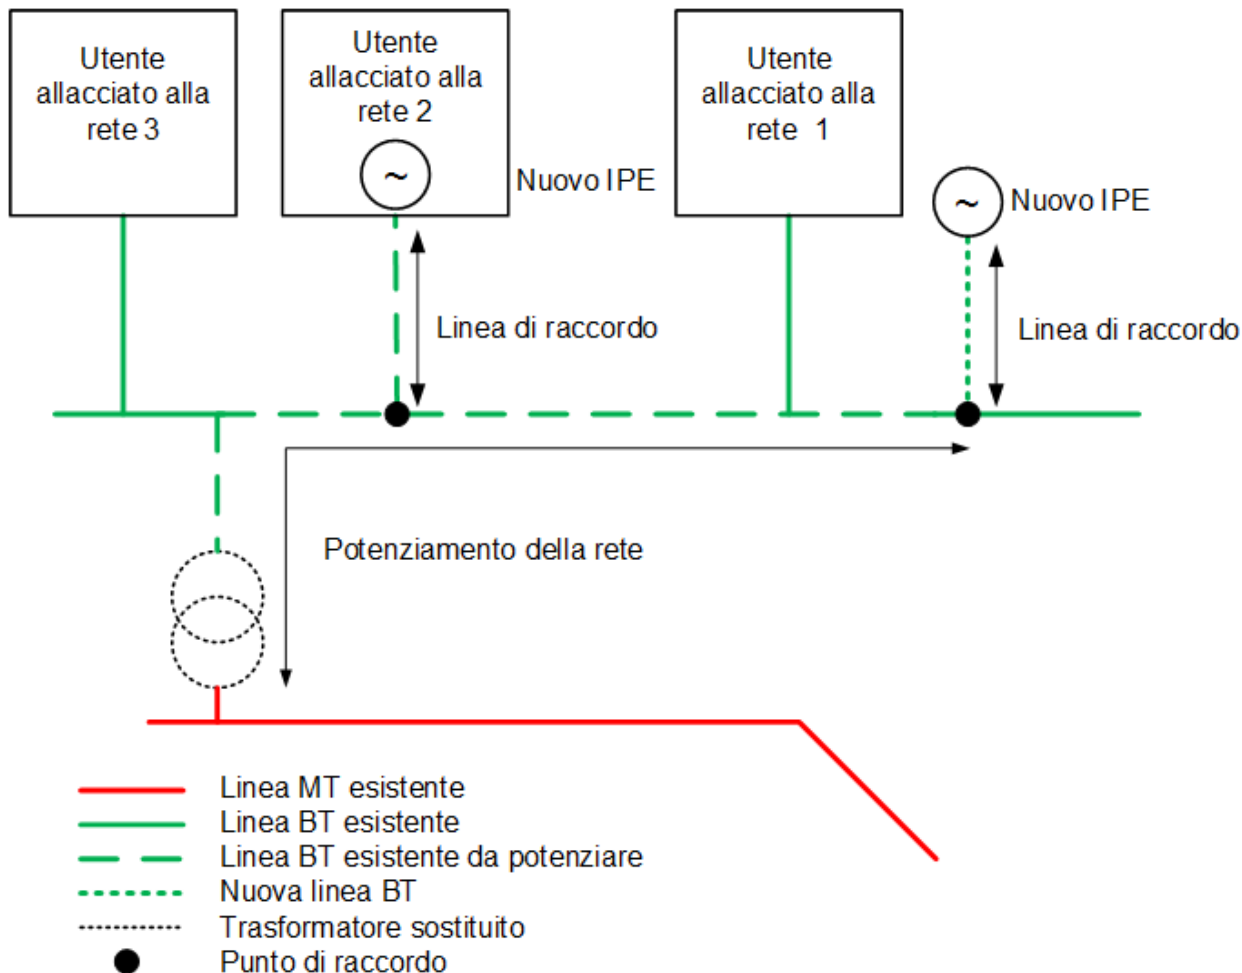 Utente
allacciato alla
rete 3
Utente
allacciato alla
rete 2
~
Nuovo IPE
Utente
allacciato alla
rete 1
~
Nuovo IPE
Linea di raccordo
Linea di raccordo
Potenziamento della rete
Linea MT esistente
Linea BT esistente
Linea BT esistente da potenziare
Nuova linea BT
Trasformatore sostituito
Punto di raccordo